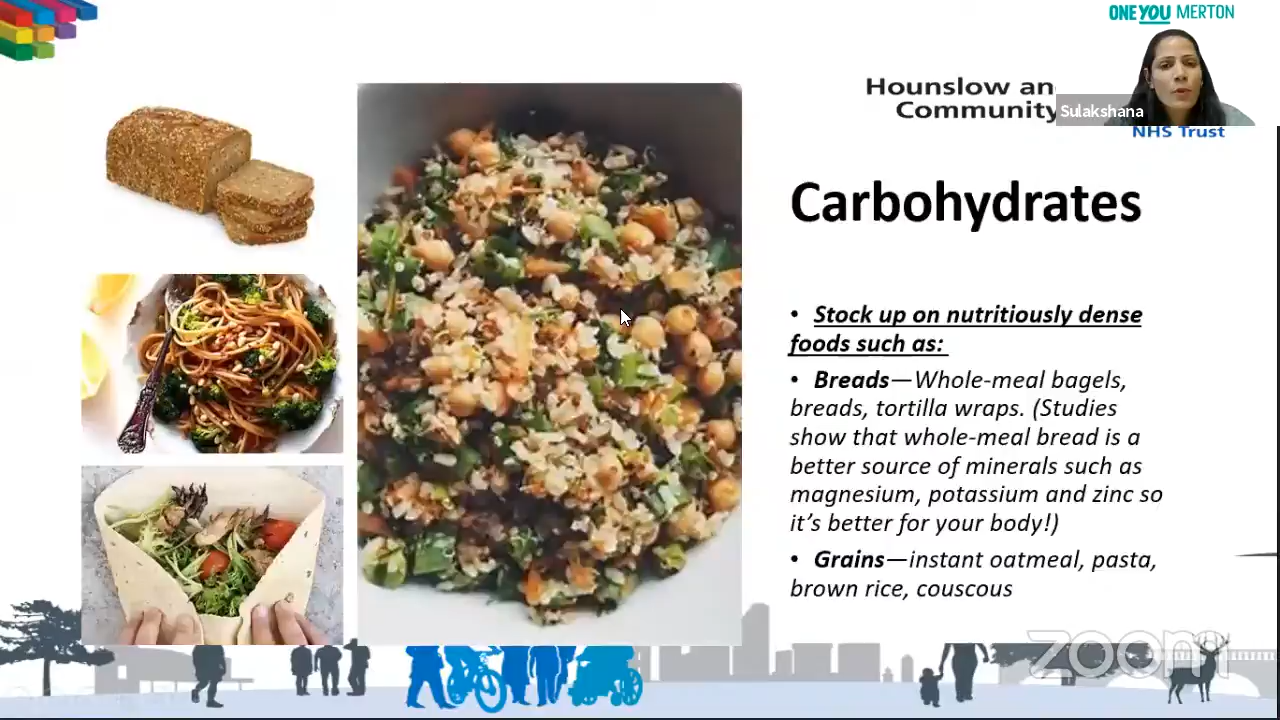 ONEYOU MERTON
Hounslow an
Community
Sulakshana
NHS Trust
Carbohydrates
• Stock up on nutritiously dense
foods such as:
• Breads—Whole-meal bagels,
breads, tortilla wraps. (Studies
show that whole-meal bread is a
better source of minerals such as
magnesium, potassium and zinc so
it’s better for your body!)
• Grains—instant oatmeal, pasta,
brown rice, couscous
zoom